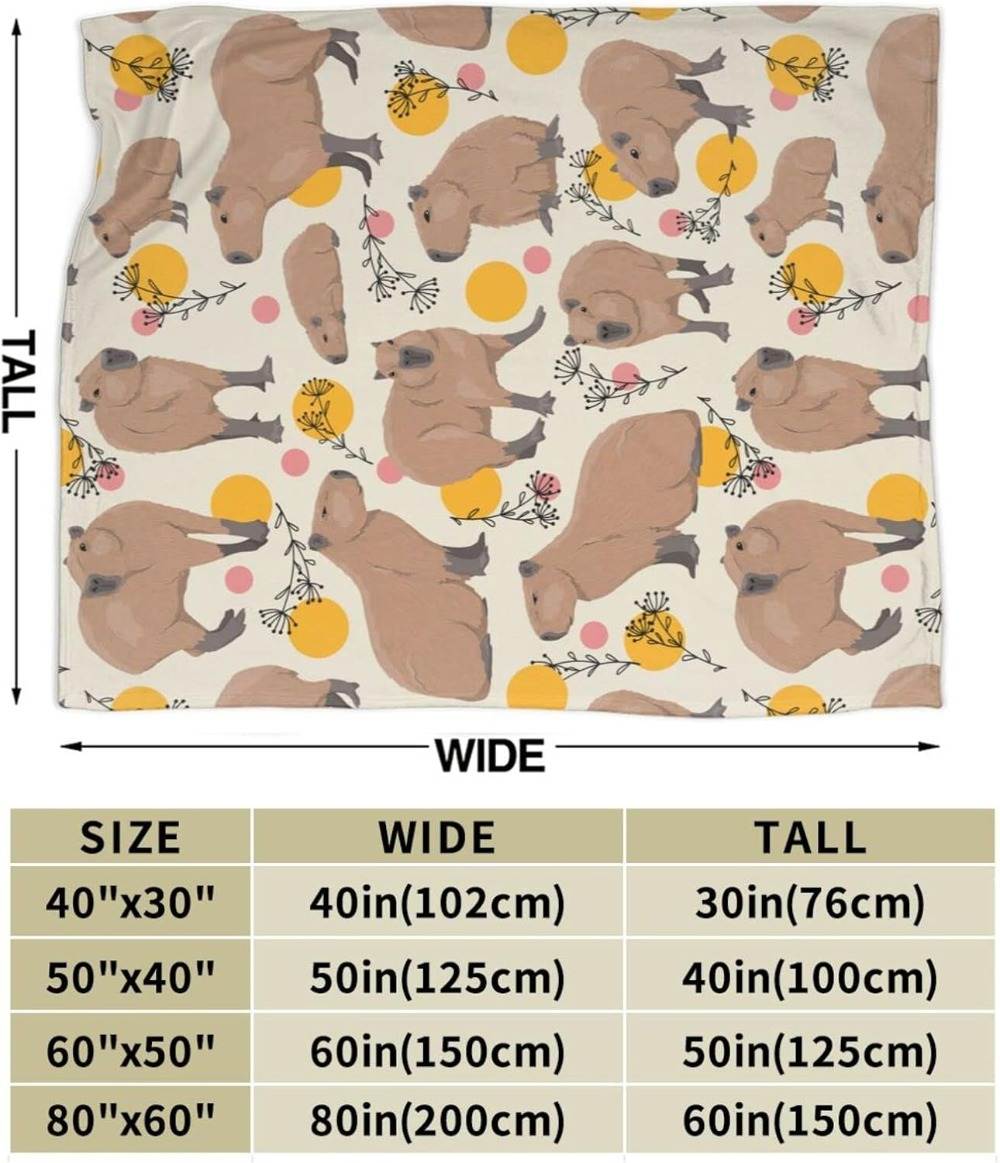 TALL
WIDE
SIZE WIDE TALL
40"x30" 40in(102cm) 30in(76cm)
50"x40" 50in(125cm) 40in(100cm)
60"x50" 60in(150cm) 50in(125cm)
80"x60" 80in(200cm) 60in(150cm)